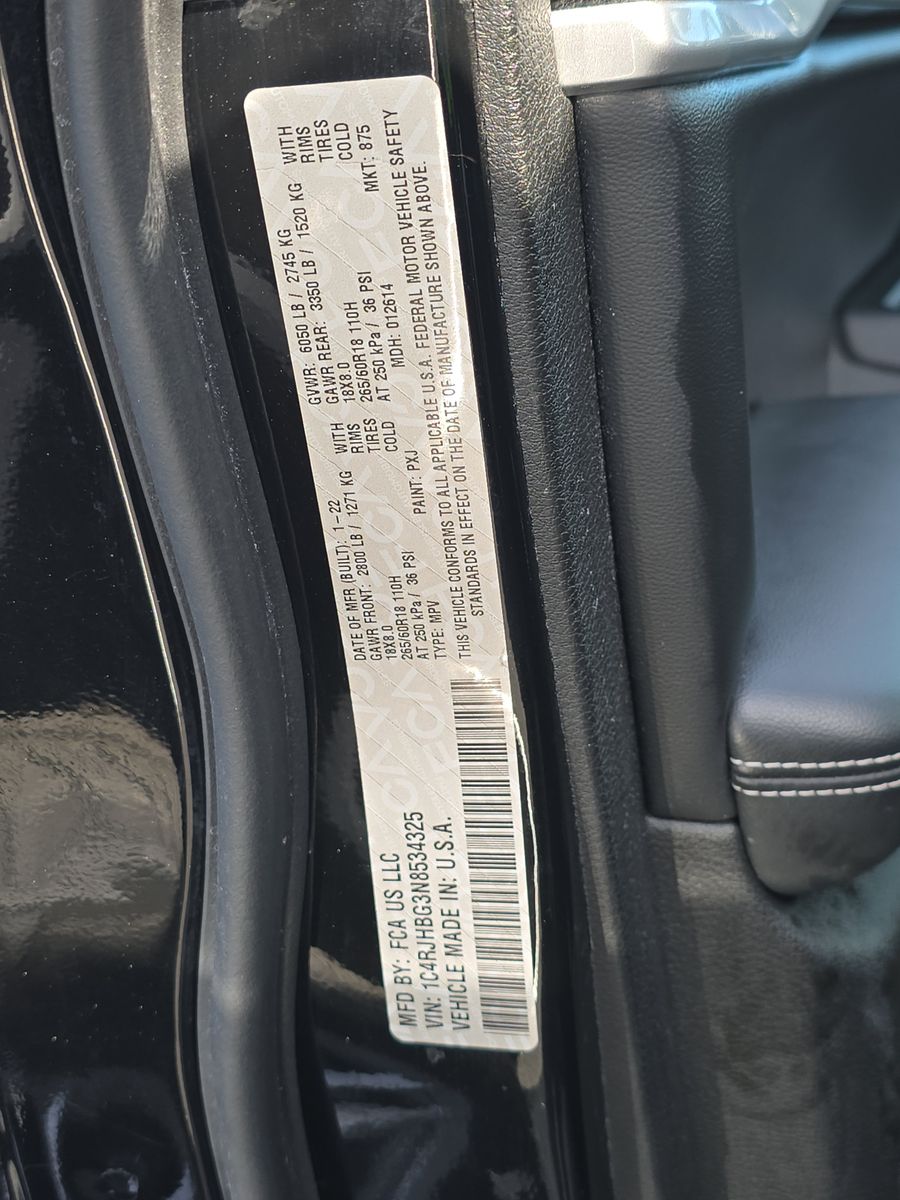 MFD BY: FCA US LLC
VIN: 1C4RJHBG3N8534325
VEHICLE MADE IN: U.S.A.
DATE OF MFR (BUILT): 1-22
GAWR FRONT: 2800 LB / 1271 KG WITH
18X8.0 RIMS
265/60R18 110H TIRES
AT 250 kPa / 36 PSI COLD
TYPE: MPV PAINT: PXJ
GVWR: 6050 LB / 2745 KG
GAWR REAR: 3350 LB / 1520 KG WITH
18X8.0 RIMS
265/60R18 110H TIRES
AT 250 kPa / 36 PSI COLD
MDH: 012614 MKT: 875
THIS VEHICLE CONFORMS TO ALL APPLICABLE U.S.A. FEDERAL MOTOR VEHICLE SAFETY
STANDARDS IN EFFECT ON THE DATE OF MANUFACTURE SHOWN ABOVE.